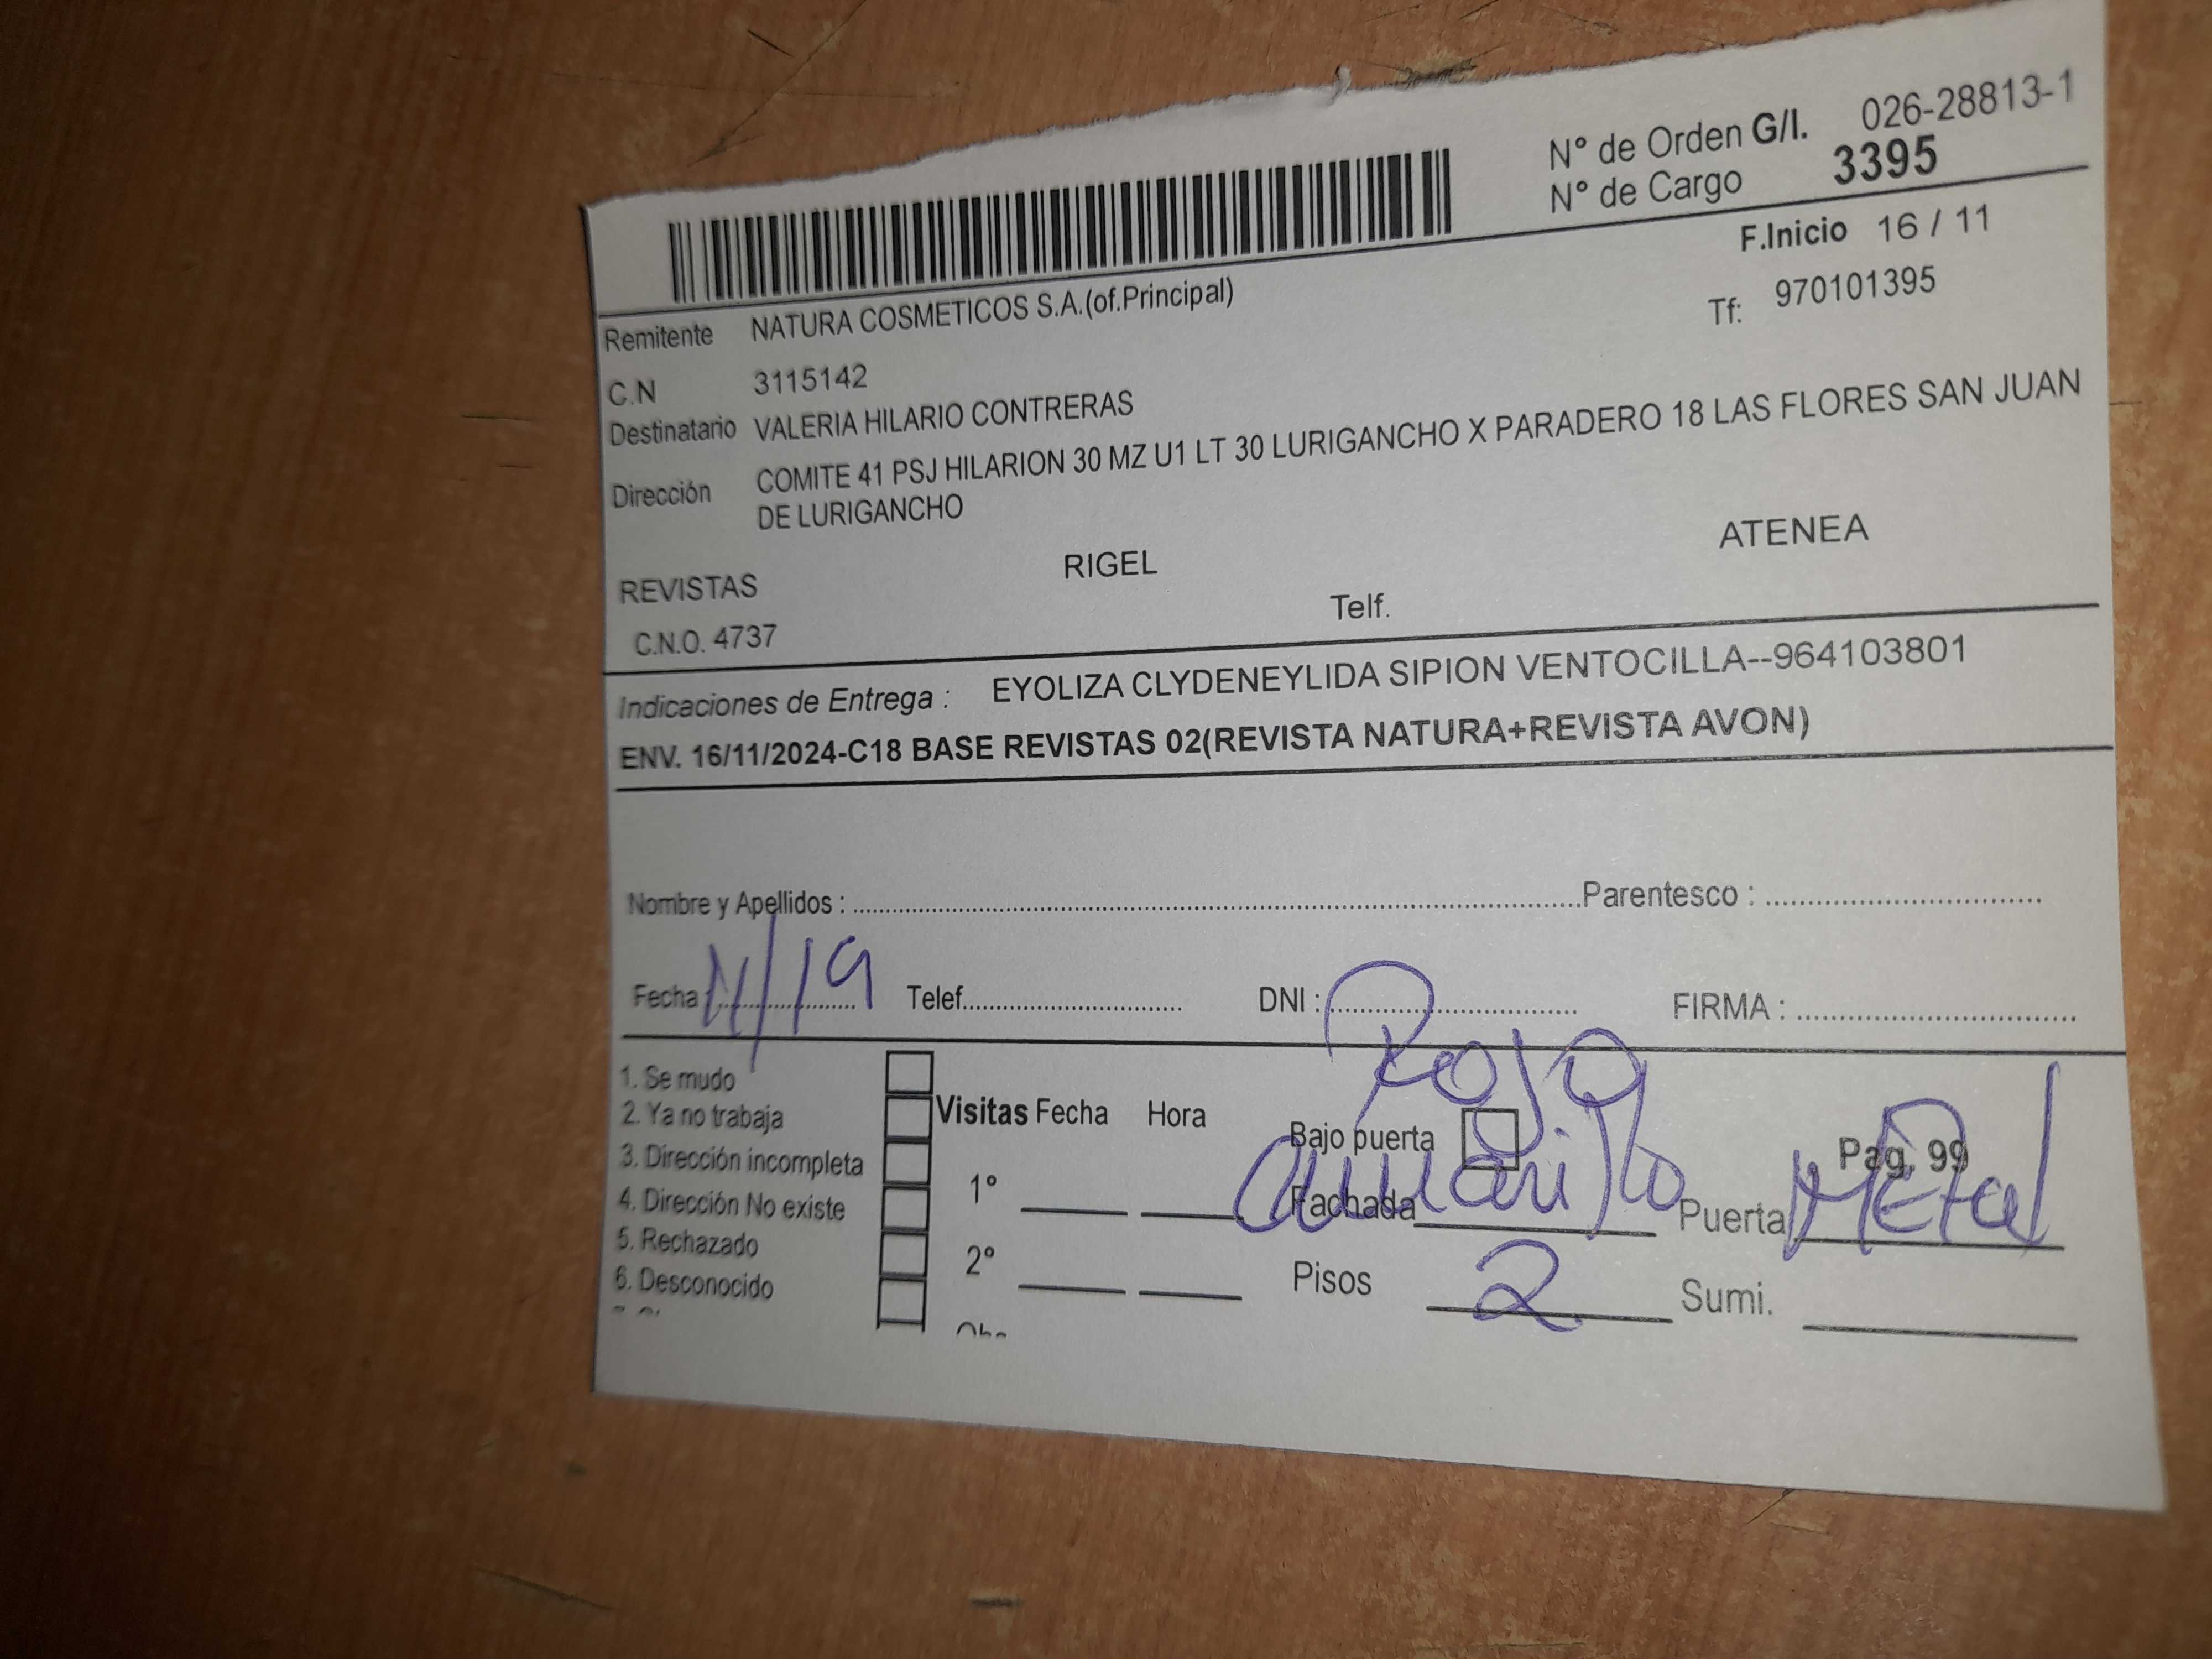 N° de Orden G/I. 026-28813-1
N° de Cargo 3395
F.Inicio 16 / 11
Remitente NATURA COSMETICOS S.A.(of.Principal) Tf: 970101395
C.N 3115142
Destinatario VALERIA HILARIO CONTRERAS
Dirección COMITE 41 PSJ HILARION 30 MZ U1 LT 30 LURIGANCHO X PARADERO 18 LAS FLORES SAN JUAN
DE LURIGANCHO
REVISTAS RIGEL ATENEA
C.N.O. 4737 Telf.
Indicaciones de Entrega : EYOLIZA CLYDENEYLIDA SIPION VENTOCILLA--964103801
ENV. 16/11/2024-C18 BASE REVISTAS 02(REVISTA NATURA+REVISTA AVON)
Nombre y Apellidos : Parentesco :
Fecha : Telef. DNI : FIRMA :
Rojo
1. Se mudo
2. Ya no trabaja
3. Dirección incompleta
4. Dirección No existe
5. Rechazado
6. Desconocido
Visitas Fecha Hora
1°
2°
Bajo puerta Pag. 99
Fachada amarillo Puerta Metal
Pisos 2 Sumi.